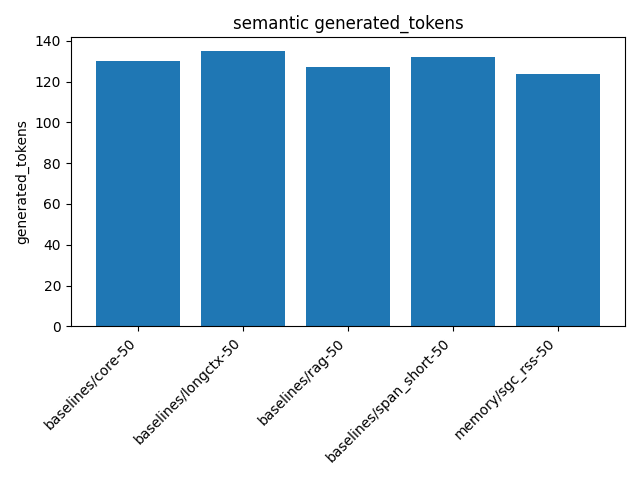 semantic generated_tokens
generated_tokens
140
120
100
80
60
40
20
0
baselines/core-50
baselines/longctx-50
baselines/rag-50
baselines/span_short-50
memory/sgc_rss-50